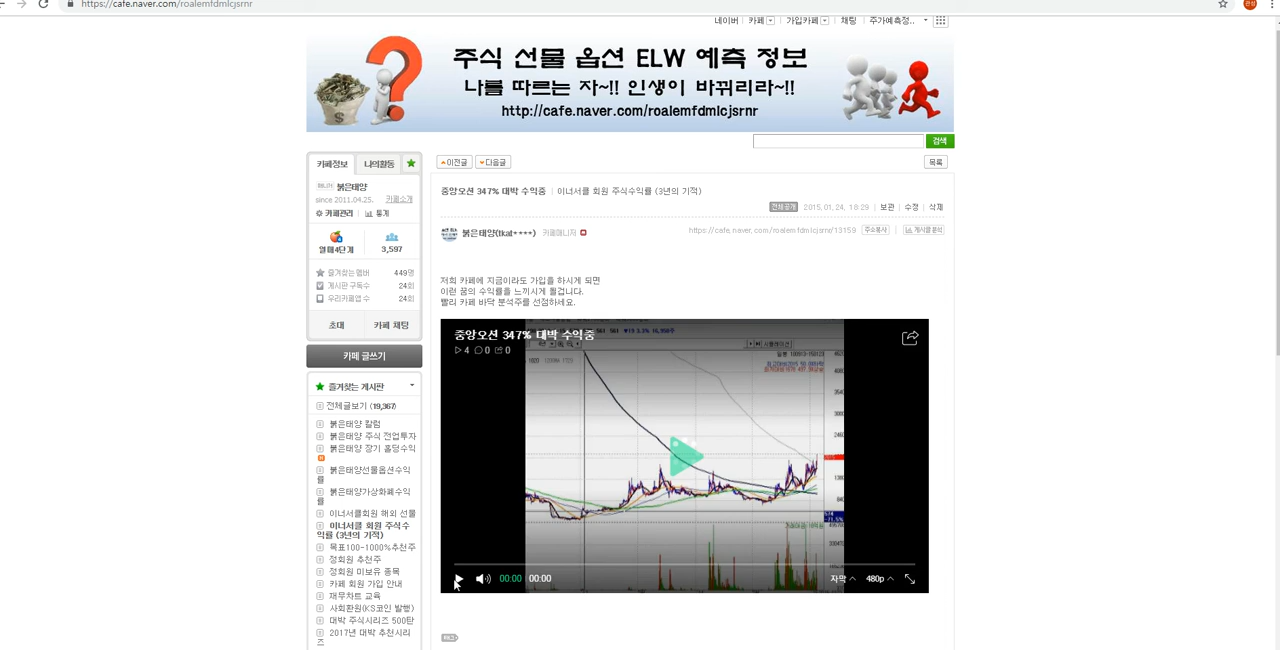 https://cafe.naver.com/roalemfdmlcjsrnr
네이버 카페 가입카페 채팅 주가예측정..
주식 선물 옵션 ELW 예측 정보
나를 따르는 자~!! 인생이 바뀌리라~!!
http://cafe.naver.com/roalemfdmlcjsrnr
검색
카페정보 나의활동
이전글 다음글 목록
붉은태양
since 2011.04.25. 카페소개
카페관리 통계
열매4단계 3,597
즐겨찾는 멤버 449명
게시판 구독수 24회
우리카페앱 수 24회
초대 카페 채팅
카페 글쓰기
즐겨찾는 게시판
전체글보기 (19,367)
붉은태양 칼럼
붉은태양 주식 전업투자
붉은태양 장기 홀딩수익
붉은태양선물옵션수익
률
붉은태양가상화폐수익
률
이너서클회원 해외 선물
이너서클 회원 주식수
익률 (3년의 기적)
목표100-1000%추천주
정회원 추천주
정회원 미보유 종목
카페 회원 가입 안내
재무차트 교육
사회환원(KS코인 발행)
대박 주식시리즈 500탄
2017년 대박 추천시리
즈
중앙오션 347% 대박 수익중 이너서클 회원 주식수익률 (3년의 기적)
전체공개 2015.01.24. 18:29 보관 수정 삭제
붉은태양(tkat****) 카페매니저
https://cafe.naver.com/roalemfdmlcjsrnr/13159 주소복사 게시글 분석
저희 카페에 지금이라도 가입을 하시게 되면
이런 꿈의 수익률을 느끼시게 될겁니다.
빨리 카페 바닥 분석주를 선점하세요.
중앙오션 347% 대박 수익중
4 0 0
시뮬레이션
00:00 00:00 자막 480p
태그